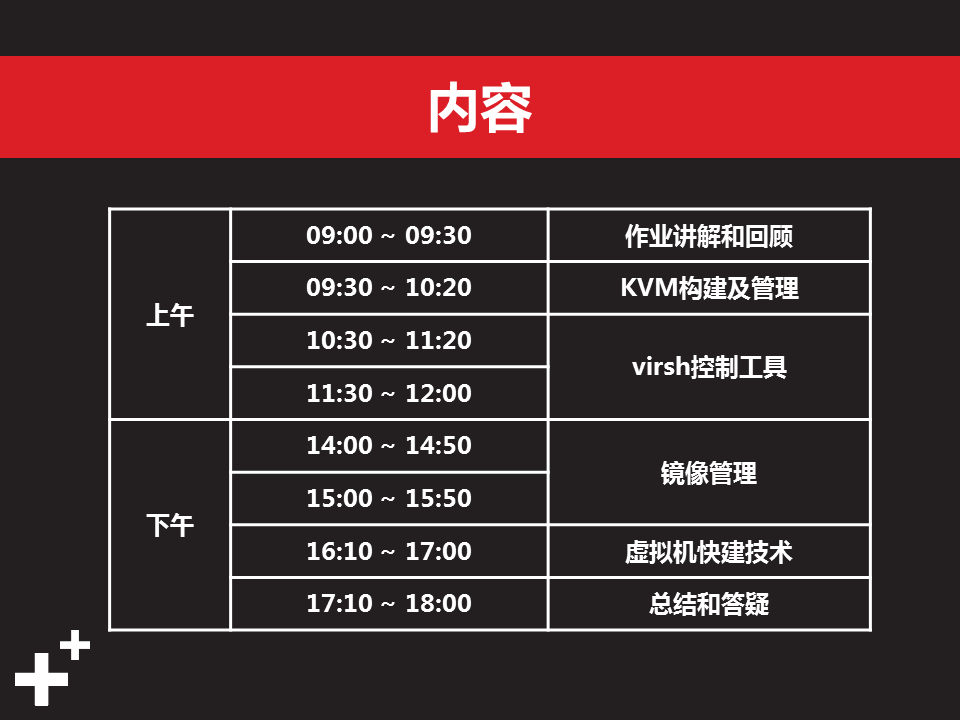 内容
上午
09:00 ~ 09:30
作业讲解和回顾
09:30 ~ 10:20
KVM构建及管理
10:30 ~ 11:20
virsh控制工具
11:30 ~ 12:00
下午
14:00 ~ 14:50
镜像管理
15:00 ~ 15:50
16:10 ~ 17:00
虚拟机快建技术
17:10 ~ 18:00
总结和答疑